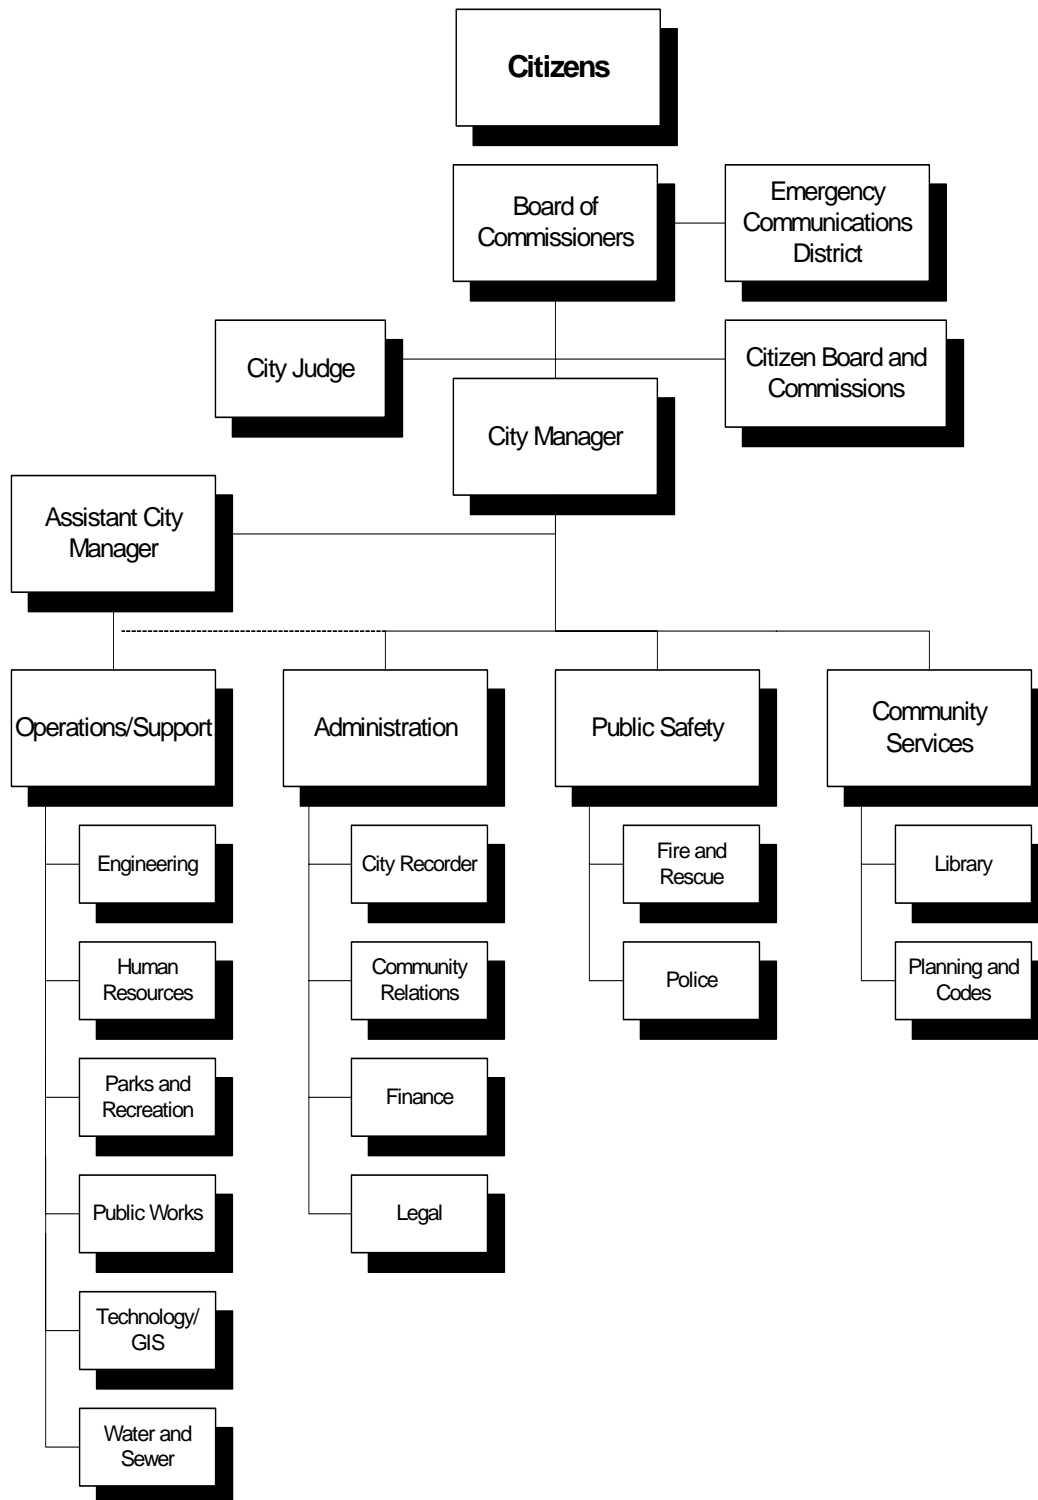 Citizens
Board of
Commissioners
Emergency
Communications
District
City Judge
Citizen Board and
Commissions
City Manager
Assistant City
Manager
Operations/Support
Administration
Public Safety
Community
Services
Engineering
City Recorder
Fire and
Rescue
Library
Human
Resources
Community
Relations
Police
Planning and
Codes
Parks and
Recreation
Finance
Public Works
Legal
Technology/
GIS
Water and
Sewer